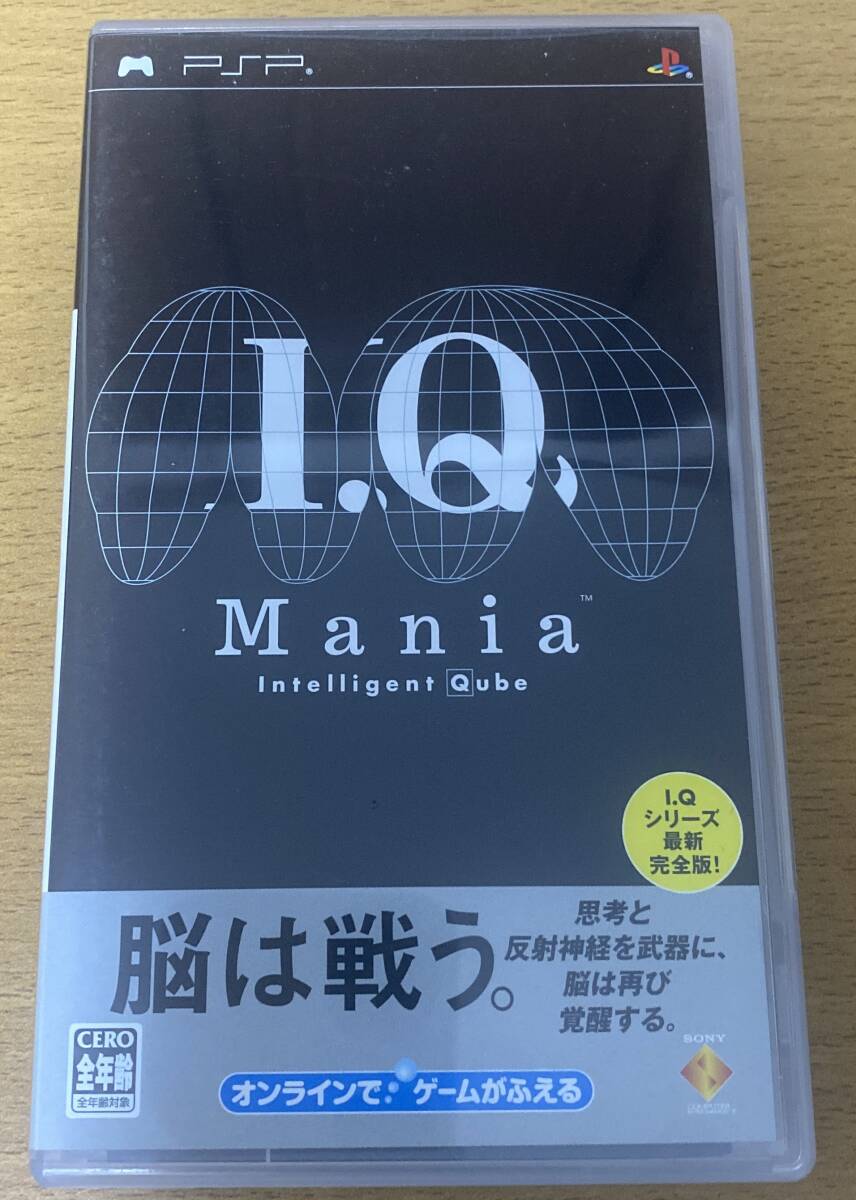 PSP®
I.Q
Mania™
Intelligent Qube
I.Q
シリーズ
最新
完全版!
脳は戦う。
思考と
反射神経を武器に、
脳は再び
覚醒する。
CERO
全年齢
全年齢対象
オンラインで ゲームがふえる
SONY